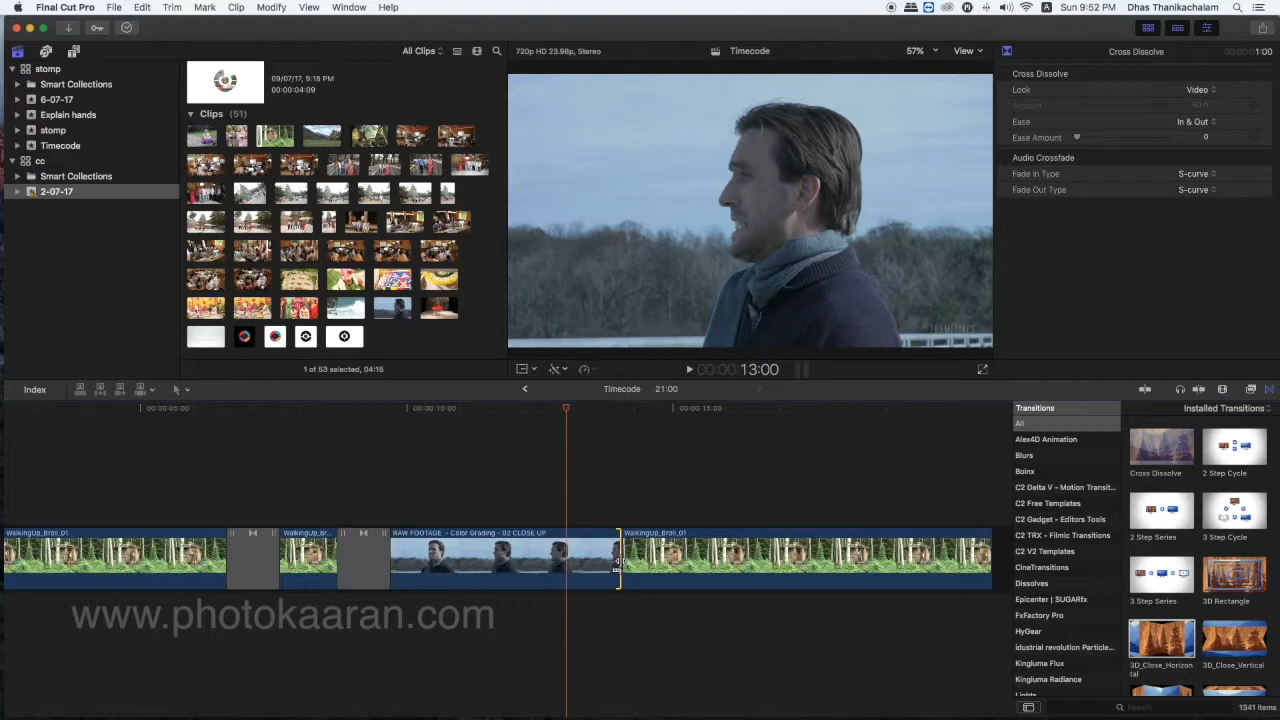 Final Cut Pro File Edit Trim Mark Clip Modify View Window Help
A Sun 9:52 PM Dhas Thanikachalam
All Clips
720p HD 23.98p, Stereo
Timecode
57%
View
Cross Dissolve
1:00
stomp
Smart Collections
6-07-17
Explain hands
stomp
Timecode
cc
Smart Collections
2-07-17
09/07/17, 9:18 PM
00:00:04:09
Clips (51)
1 of 53 selected, 04:15
00:00:00:13:00
Cross Dissolve
Look Video
Amount 50.0
Ease In & Out
Ease Amount 0
Audio Crossfade
Fade In Type S-curve
Fade Out Type S-curve
Index
Timecode 21:00
00:00:05:00
00:00:10:00
00:00:15:00
WalkingUp_Broll_01
WalkingUp_Br...
RAW FOOTAGE - Color Grading - 02 CLOSE UP
WalkingUp_Broll_01
www.photokaaran.com
Transitions
All
Alex4D Animation
Blurs
Boinx
C2 Delta V - Motion Transit...
C2 Free Templates
C2 Gadget - Editors Tools
C2 TRX - Filmic Transitions
C2 V2 Templates
CineTransitions
Dissolves
Epicenter | SUGARfx
FxFactory Pro
HyGear
idustrial revolution Particle...
Kingluma Flux
Kingluma Radiance
Lights
Installed Transitions
Cross Dissolve
2 Step Cycle
2 Step Series
3 Step Cycle
3 Step Series
3D Rectangle
3D_Close_Horizontal
3D_Close_Vertical
Search
1341 items